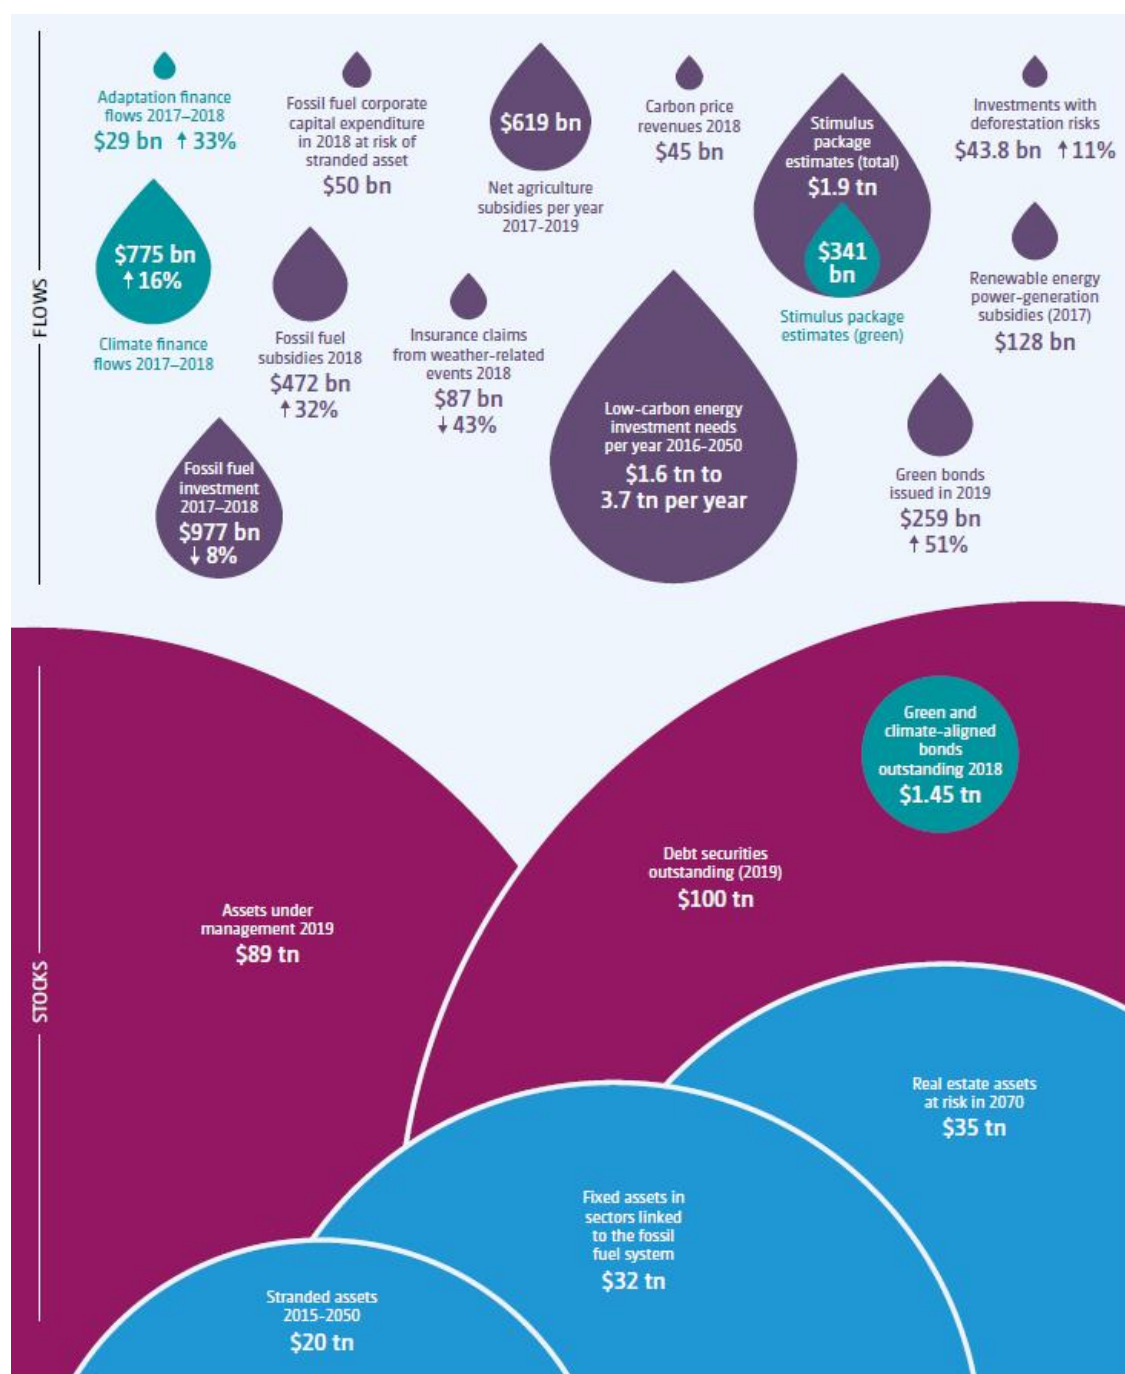 FLOWS
Adaptation finance
flows 2017–2018
$29 bn ↑ 33%
Fossil fuel corporate
capital expenditure
in 2018 at risk of
stranded asset
$50 bn
$619 bn
Net agriculture
subsidies per year
2017-2019
Carbon price
revenues 2018
$45 bn
Stimulus
package
estimates (total)
$1.9 tn
$341
bn
Stimulus package
estimates (green)
Investments with
deforestation risks
$43.8 bn ↑ 11%
$775 bn
↑ 16%
Climate finance
flows 2017–2018
Fossil fuel
subsidies 2018
$472 bn
↑ 32%
Insurance claims
from weather-related
events 2018
$87 bn
↓ 43%
Renewable energy
power-generation
subsidies (2017)
$128 bn
Fossil fuel
investment
2017–2018
$977 bn
↓ 8%
Low-carbon energy
investment needs
per year 2016-2050
$1.6 tn to
3.7 tn per year
Green bonds
issued in 2019
$259 bn
↑ 51%
STOCKS
Green and
climate-aligned
bonds
outstanding 2018
$1.45 tn
Debt securities
outstanding (2019)
$100 tn
Assets under
management 2019
$89 tn
Real estate assets
at risk in 2070
$35 tn
Fixed assets in
sectors linked
to the fossil
fuel system
$32 tn
Stranded assets
2015-2050
$20 tn